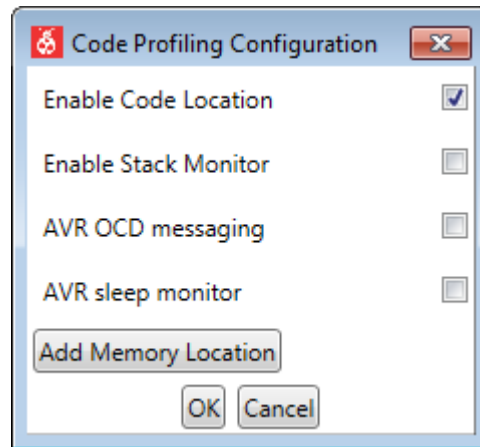 Code Profiling Configuration
Enable Code Location
Enable Stack Monitor
AVR OCD messaging
AVR sleep monitor
Add Memory Location
OK Cancel